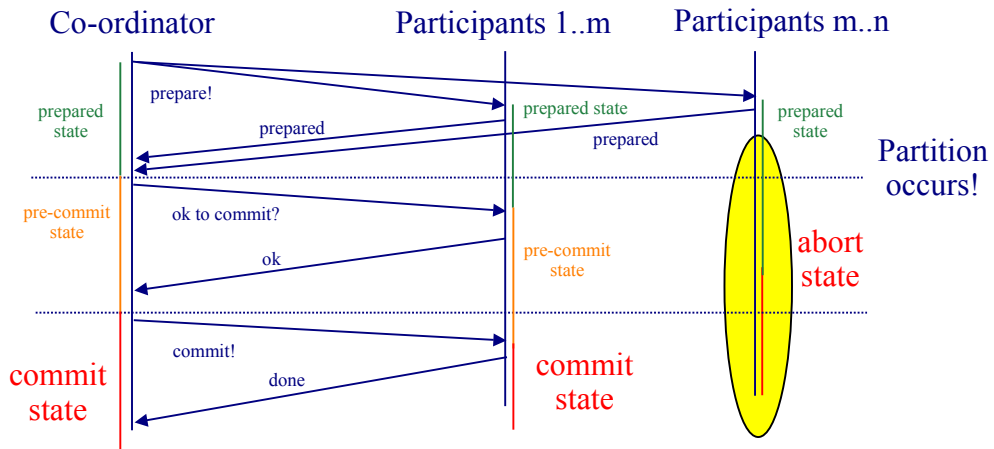 Co-ordinator
Participants 1..m
Participants m..n
prepare!
prepared
state
prepared state
prepared
state
prepared
prepared
Partition
occurs!
pre-commit
state
ok to commit?
ok
pre-commit
state
abort
state
commit!
commit
state
done
commit
state